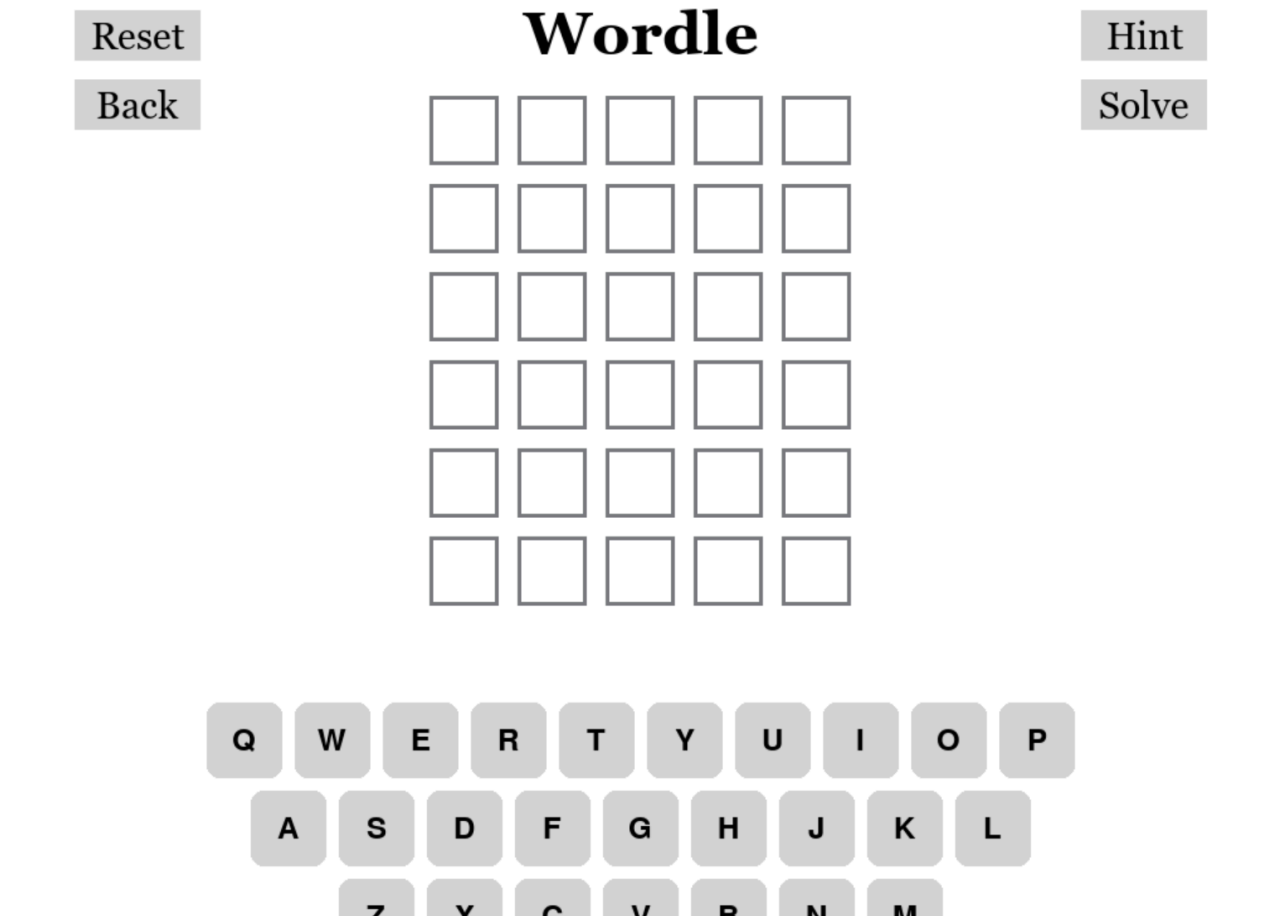 Wordle
Reset
Hint
Back
Solve
Q W E R T Y U I O P
A S D F G H J K L
Z X C V B N M